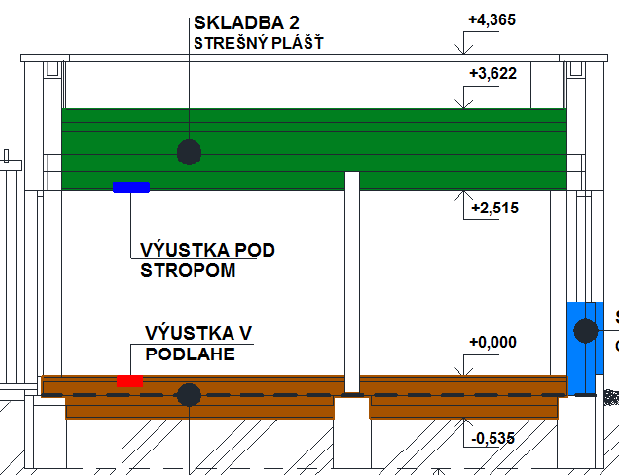 SKLADBA 2
STREŠNÝ PLÁŠŤ
+4,365
+3,622
+2,515
VÝUSTKA POD
STROPOM
VÝUSTKA V
PODLAHE
+0,000
-0,535